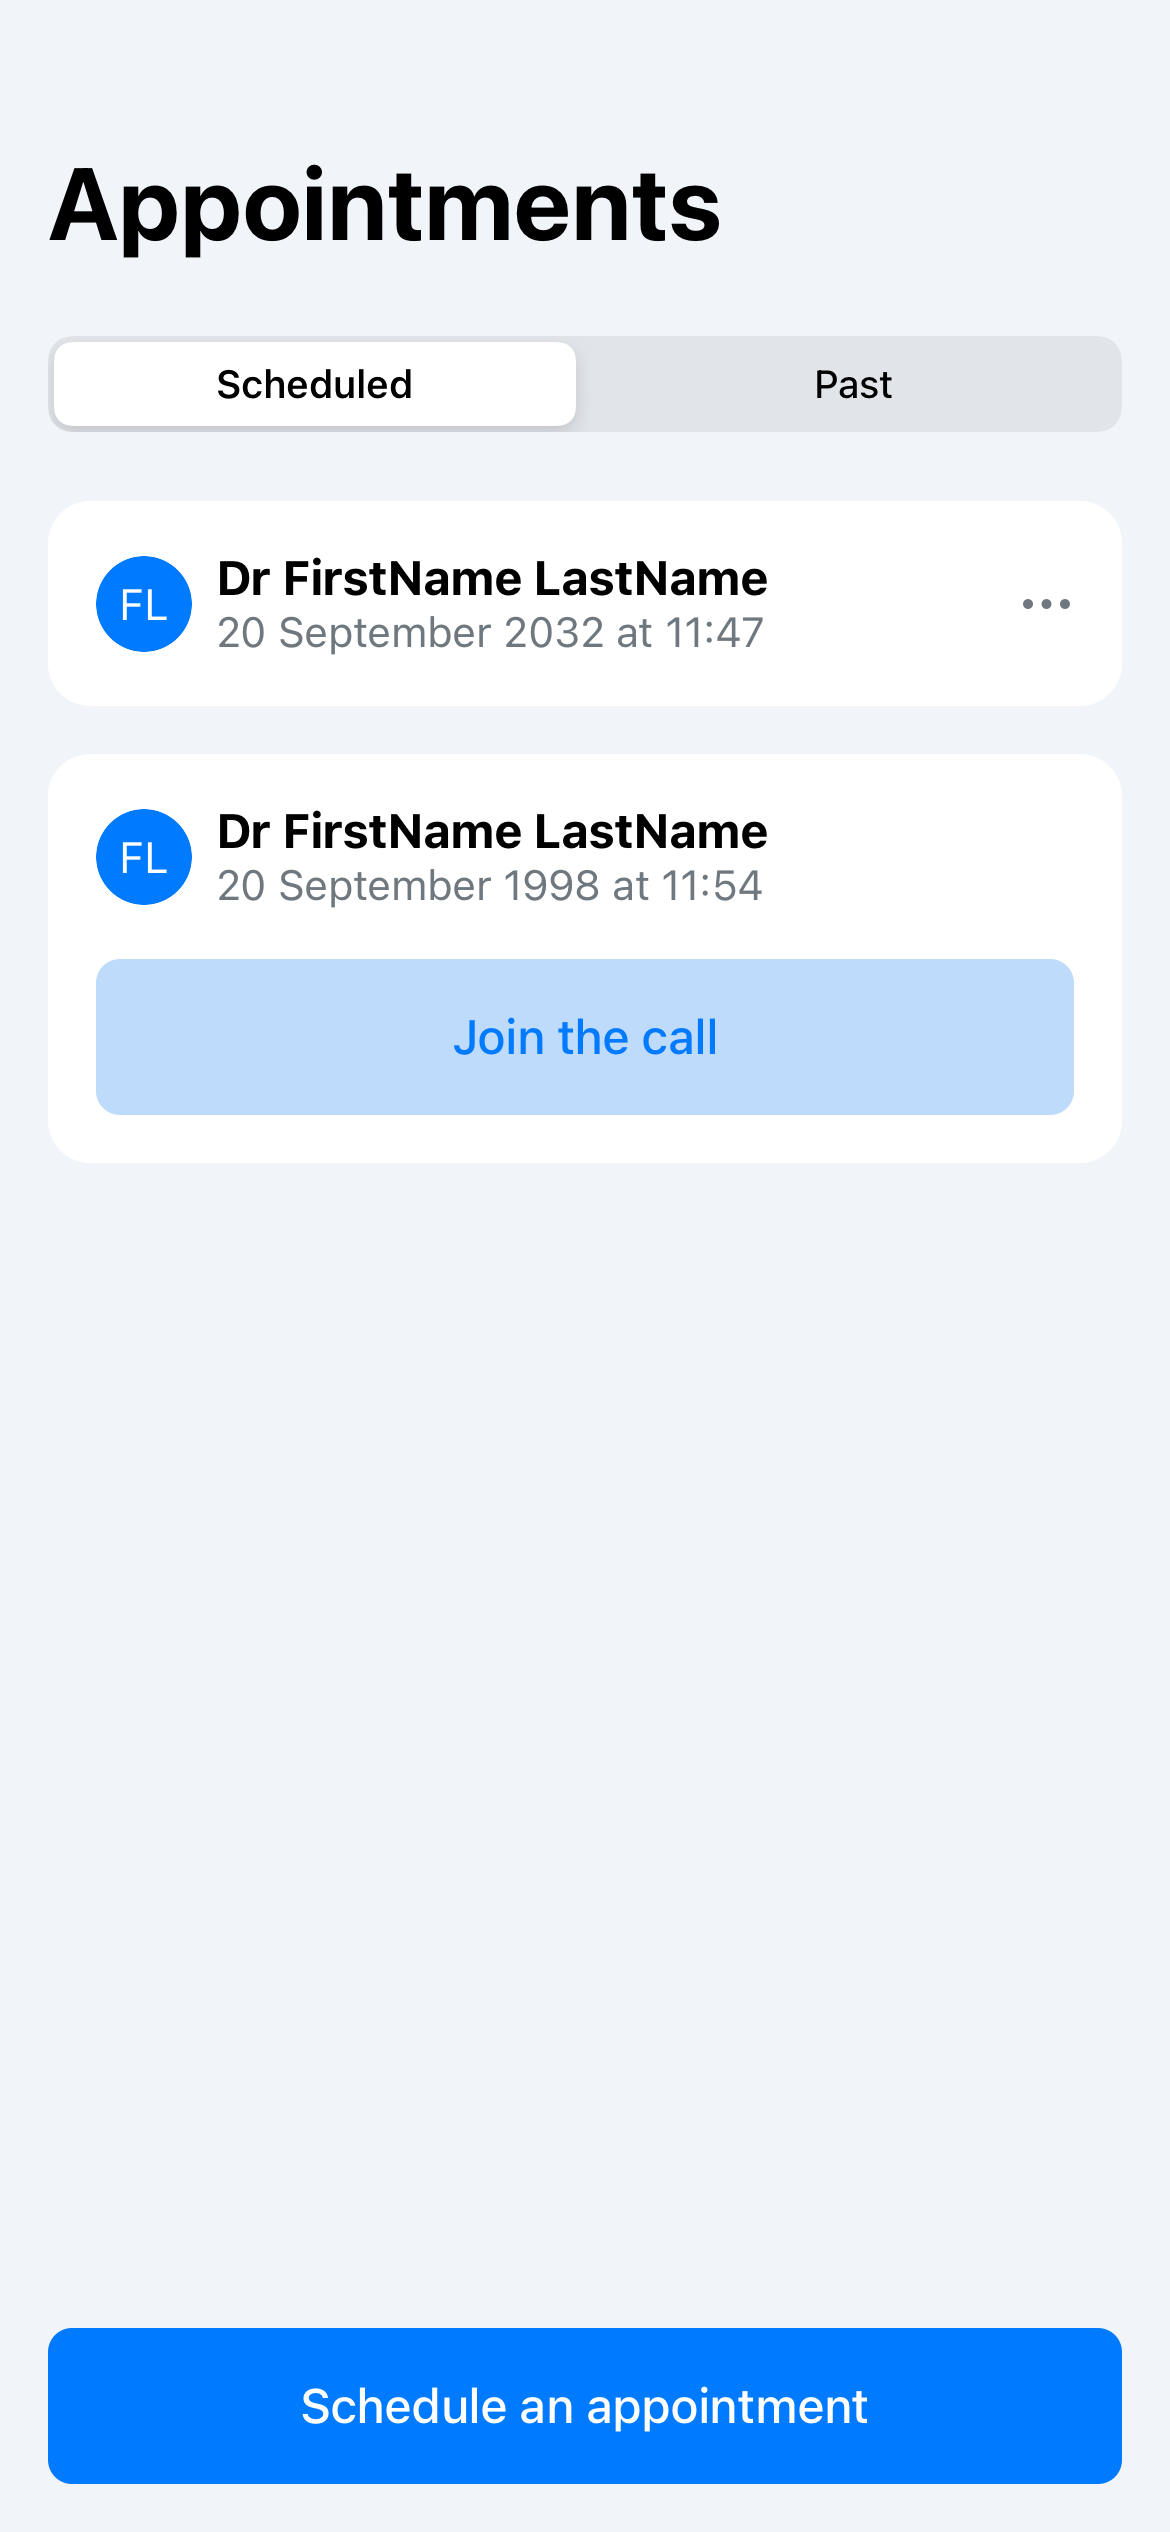 Appointments
Scheduled
Past
FL
Dr FirstName LastName
20 September 2032 at 11:47
FL
Dr FirstName LastName
20 September 1998 at 11:54
Join the call
Schedule an appointment